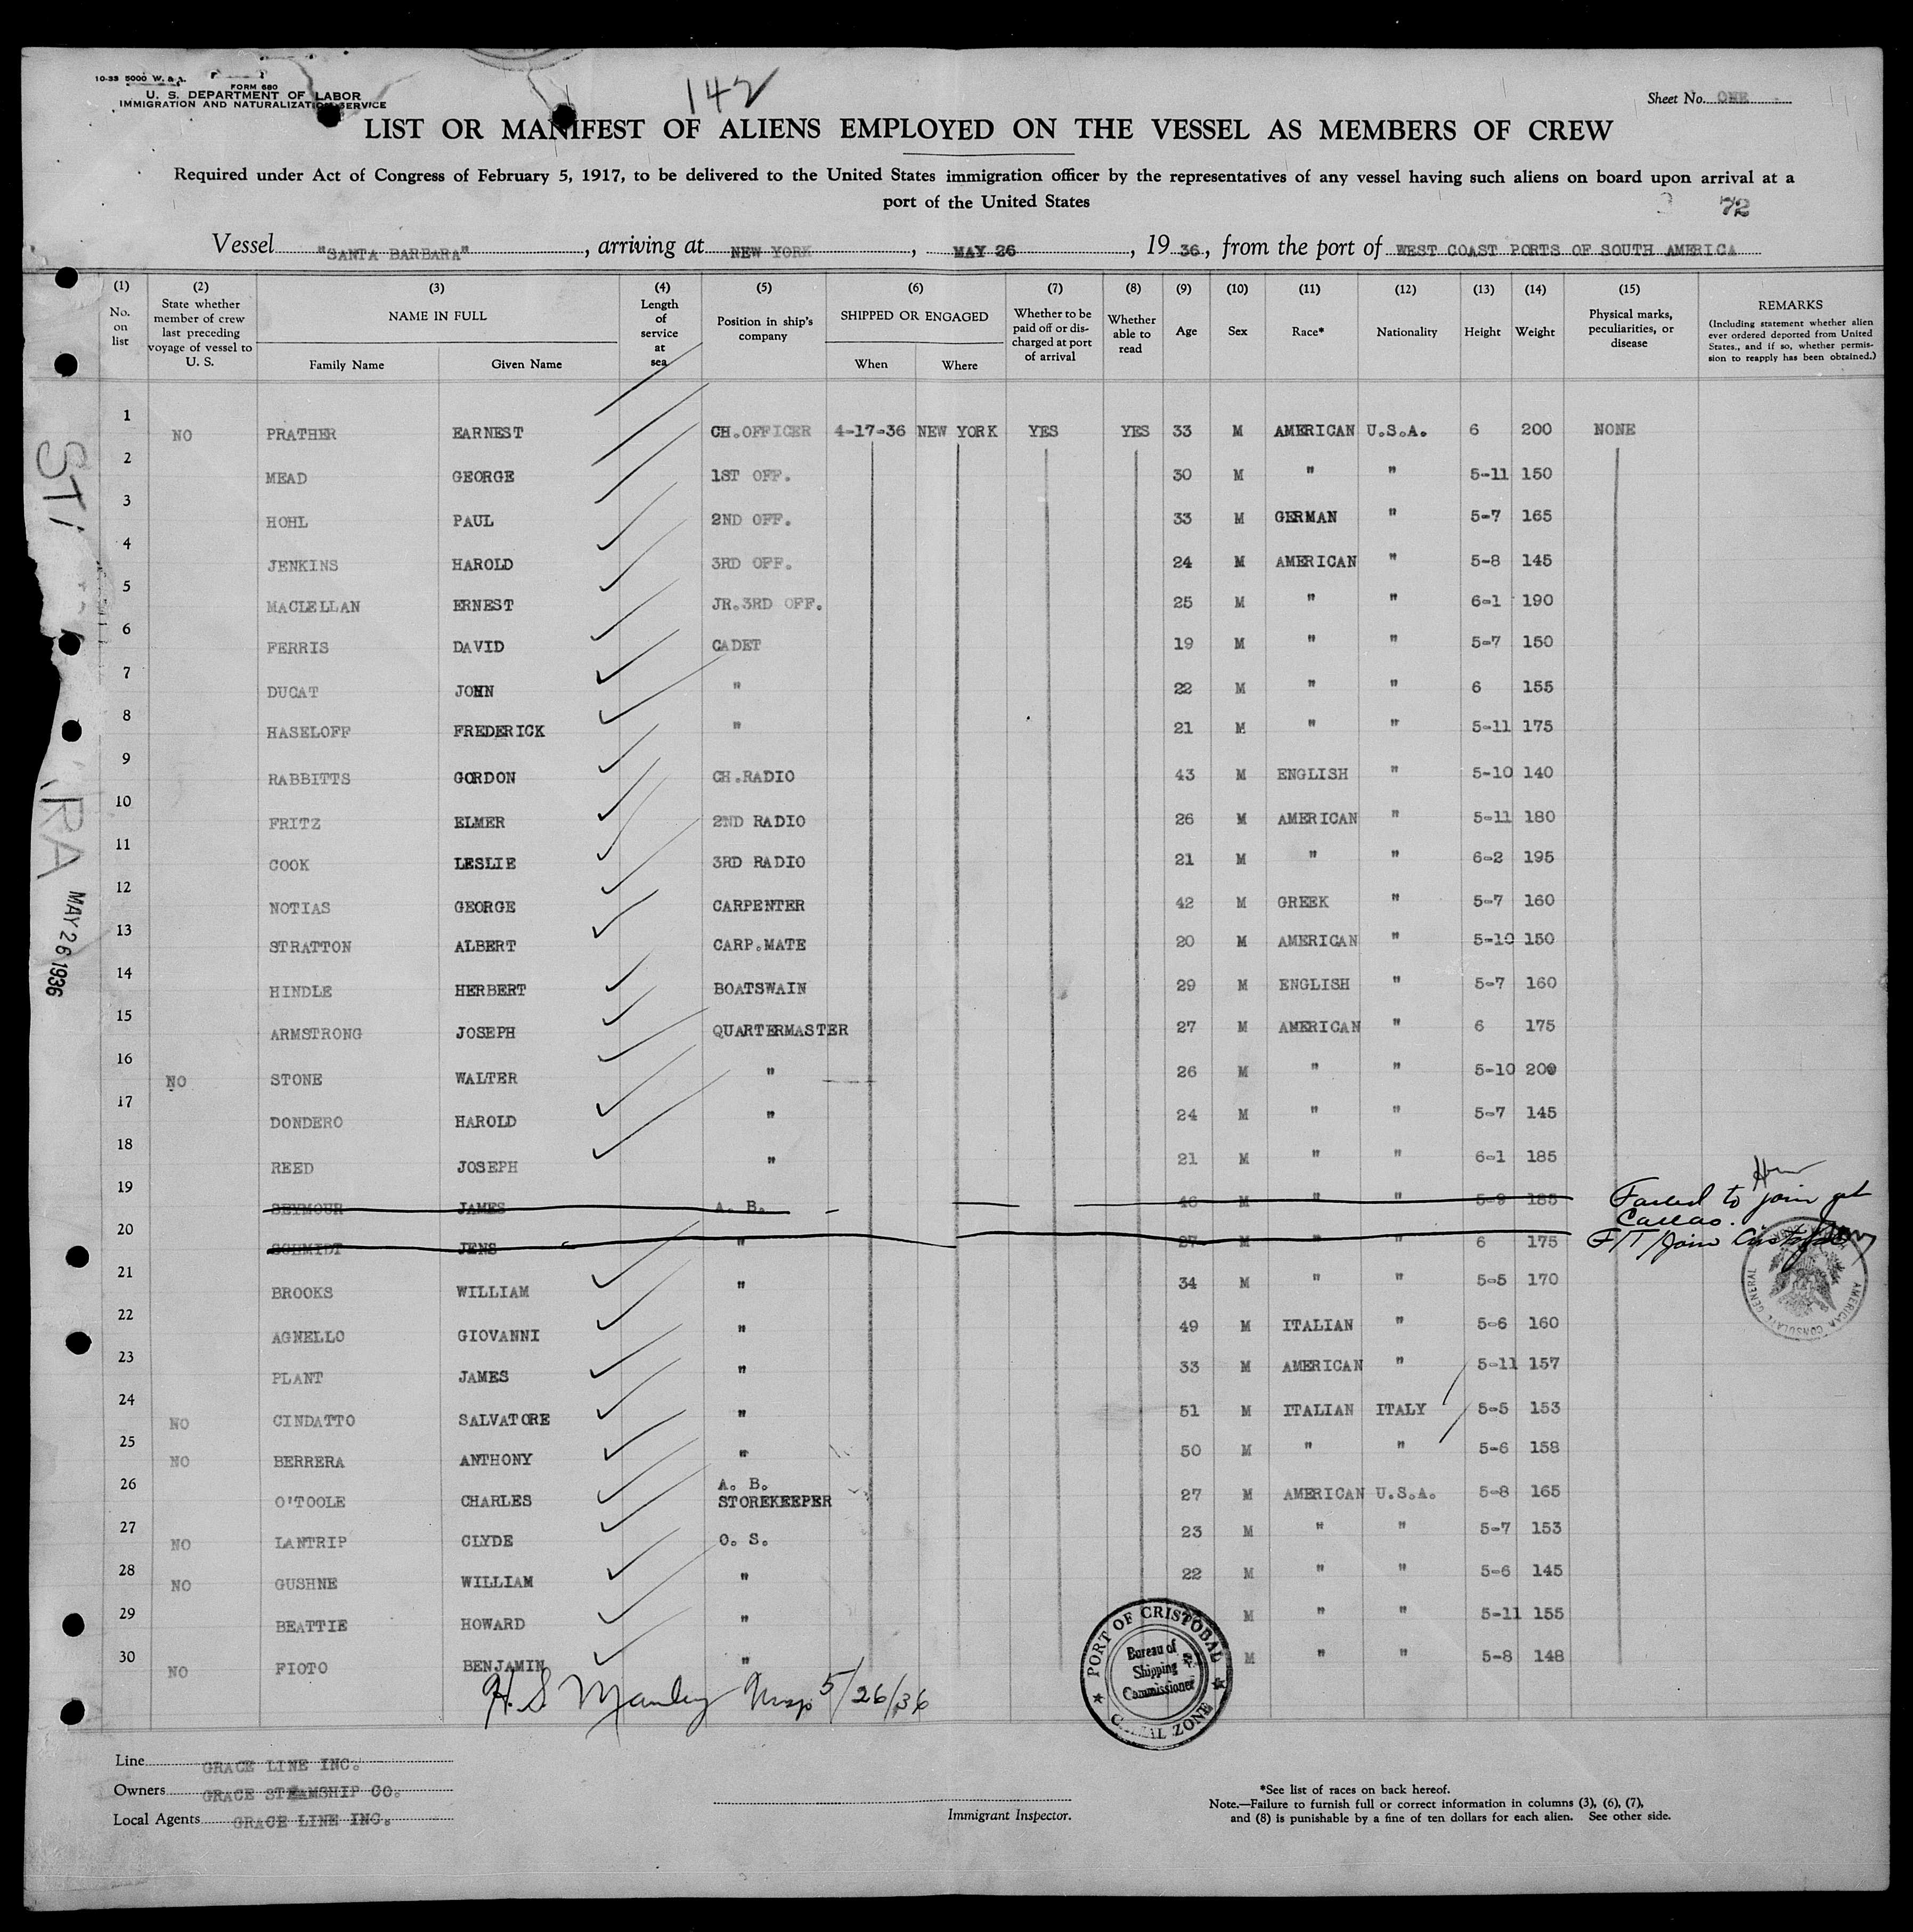 10-33 5000 W. & A.
FORM 680
U. S. DEPARTMENT OF LABOR
IMMIGRATION AND NATURALIZATION SERVICE
142
Sheet No. ONE
LIST OR MANIFEST OF ALIENS EMPLOYED ON THE VESSEL AS MEMBERS OF CREW
Required under Act of Congress of February 5, 1917, to be delivered to the United States immigration officer by the representatives of any vessel having such aliens on board upon arrival at a
port of the United States
72
Vessel "SANTA BARBARA", arriving at NEW YORK, MAY 26, 1936, from the port of WEST COAST PORTS OF SOUTH AMERICA
(1) No. on list
(2) State whether member of crew last preceding voyage of vessel to U. S.
(3) NAME IN FULL Family Name Given Name
(4) Length of service at sea
(5) Position in ship's company
(6) SHIPPED OR ENGAGED When Where
(7) Whether to be paid off or discharged at port of arrival
(8) Whether able to read
(9) Age
(10) Sex
(11) Race*
(12) Nationality
(13) Height
(14) Weight
(15) Physical marks, peculiarities, or disease
REMARKS (Including statement whether alien ever ordered deported from United States., and if so, whether permission to reapply has been obtained.)
1 NO PRATHER EARNEST CH.OFFICER 4-17-36 NEW YORK YES YES 33 M AMERICAN U.S.A. 6 200 NONE
2 MEAD GEORGE 1ST OFF. 30 M " " 5-11 150
3 HOHL PAUL 2ND OFF. 33 M GERMAN " 5-7 165
4 JENKINS HAROLD 3RD OFF. 24 M AMERICAN " 5-8 145
5 MACLELLAN ERNEST JR.3RD OFF. 25 M " " 6-1 190
6 FERRIS DAVID CADET 19 M " " 5-7 150
7 DUCAT JOHN " 22 M " " 6 155
8 HASELOFF FREDERICK " 21 M " " 5-11 175
9 RABBITTS GORDON CH.RADIO 43 M ENGLISH " 5-10 140
10 FRITZ ELMER 2ND RADIO 26 M AMERICAN " 5-11 180
11 COOK LESLIE 3RD RADIO 21 M " " 6-2 195
12 NOTIAS GEORGE CARPENTER 42 M GREEK " 5-7 160
13 STRATTON ALBERT CARP.MATE 20 M AMERICAN " 5-10 150
14 HINDLE HERBERT BOATSWAIN 29 M ENGLISH " 5-7 160
15 ARMSTRONG JOSEPH QUARTERMASTER 27 M AMERICAN " 6 175
16 NO STONE WALTER " 26 M " " 5-10 200
17 DONDERO HAROLD " 24 M " " 5-7 145
18 REED JOSEPH " 21 M " " 6-1 185
19 SEYMOUR JAMES A. B. 46 M " " 5-9 185 Failed to join at Callao.
20 SCHMIDT JENS " 27 M " " 6 175 F/T/Join
21 BROOKS WILLIAM " 34 M " " 5-5 170
22 AGNELLO GIOVANNI " 49 M ITALIAN " 5-6 160
23 PLANT JAMES " 33 M AMERICAN " 5-11 157
24 NO CINDATTO SALVATORE " 51 M ITALIAN ITALY 5-5 153
25 NO BERRERA ANTHONY " 50 M " " 5-6 158
26 O'TOOLE CHARLES A. B. STOREKEEPER 27 M AMERICAN U.S.A. 5-8 165
27 NO LANTRIP CLYDE O. S. 23 M " " 5-7 153
28 NO GUSHNE WILLIAM " 22 M " " 5-6 145
29 BEATTIE HOWARD " M " " 5-11 155
30 NO FIOTO BENJAMIN " M " " 5-8 148
AMERICAN CONSULATE GENERAL
ST
RA
MAY 26 1936
H. S. Manley Insp 5/26/36
PORT OF CRISTOBAL
Bureau of
Shipping
Commissioner
CANAL ZONE
Line GRACE LINE INC.
Owners GRACE STEAMSHIP CO.
Local Agents GRACE LINE INC.
Immigrant Inspector.
*See list of races on back hereof.
Note.—Failure to furnish full or correct information in columns (3), (6), (7),
and (8) is punishable by a fine of ten dollars for each alien. See other side.